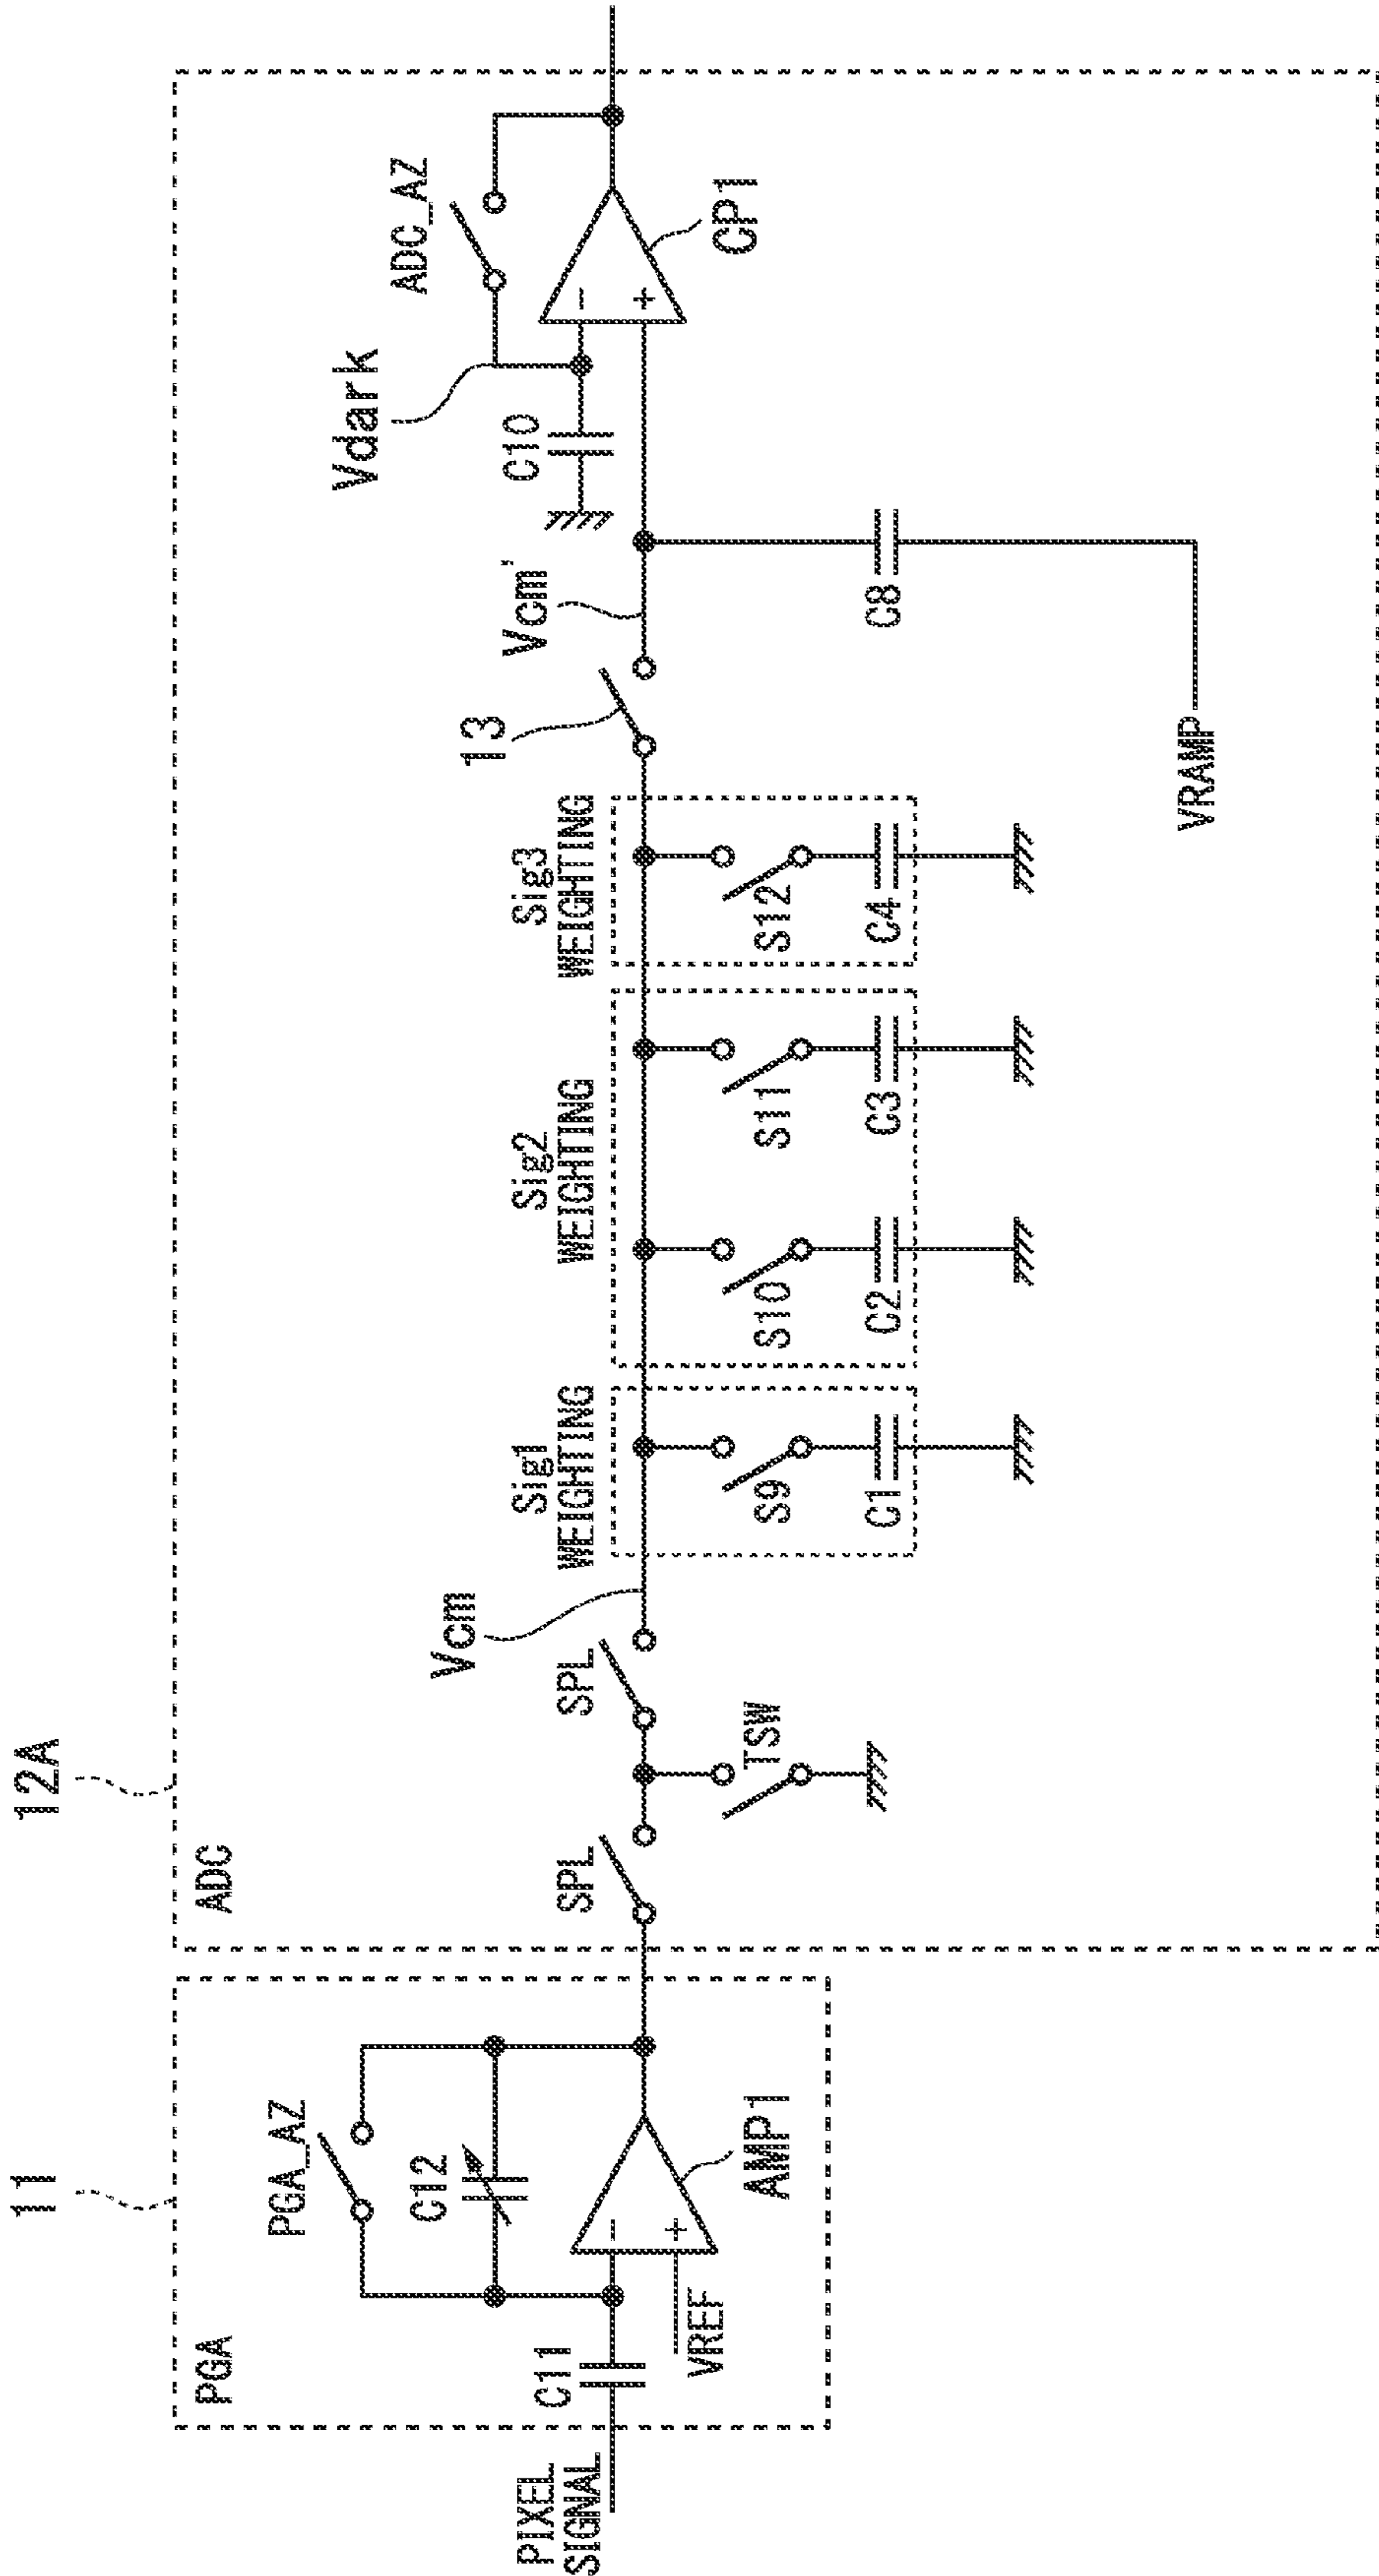 11
12A
PGA
ADC
PIXEL
SIGNAL
C11
VREF
PGA_AZ
C12
AMP1
-
+
SPL
SPL
TSW
Vcm
Sig1
WEIGHTING
S9
C1
Sig2
WEIGHTING
S10
C2
S11
C3
Sig3
WEIGHTING
S12
C4
13
Vcm'
C8
VRAMP
Vdark
C10
ADC_AZ
-
+
CP1